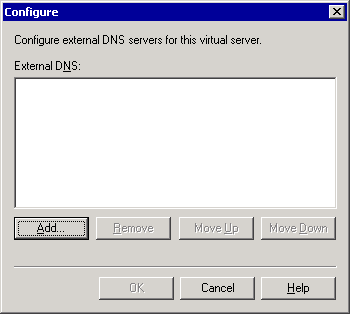 Configure
Configure external DNS servers for this virtual server.
External DNS:
Add...
Remove
Move Up
Move Down
OK
Cancel
Help